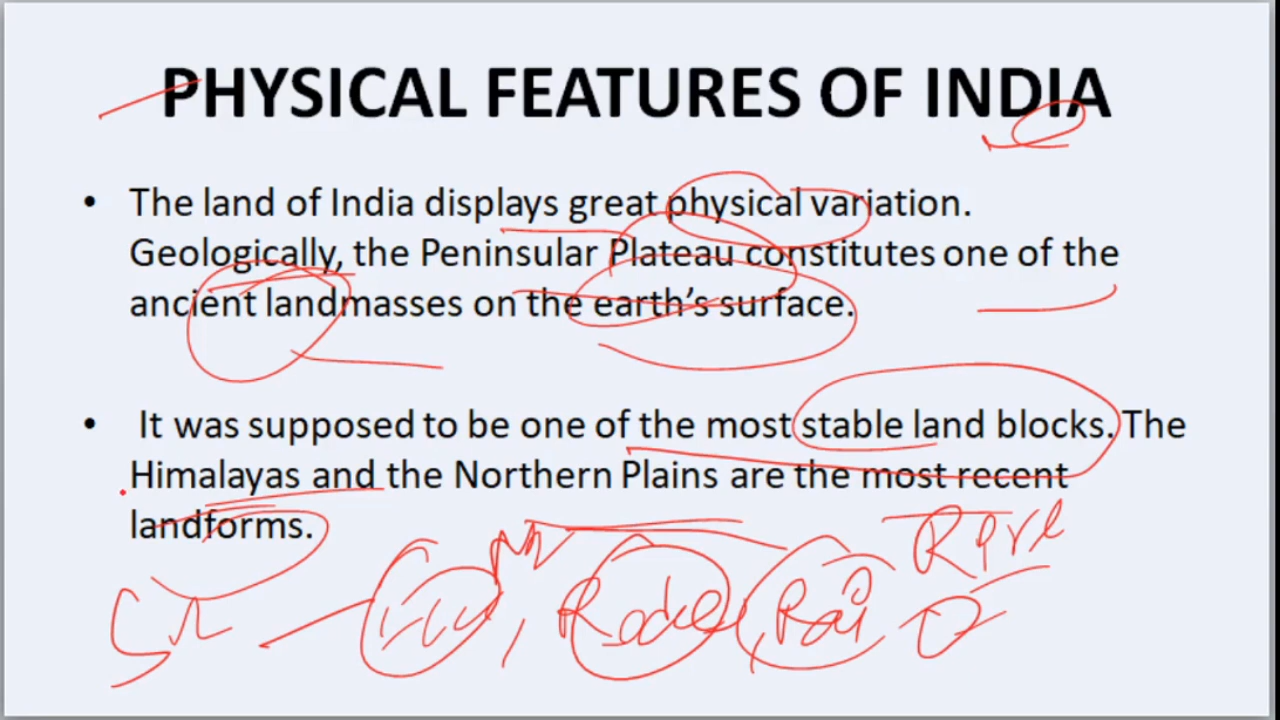 PHYSICAL FEATURES OF INDIA
• The land of India displays great physical variation.
Geologically, the Peninsular Plateau constitutes one of the
ancient landmasses on the earth's surface.
• It was supposed to be one of the most stable land blocks. The
Himalayas and the Northern Plains are the most recent
landforms.